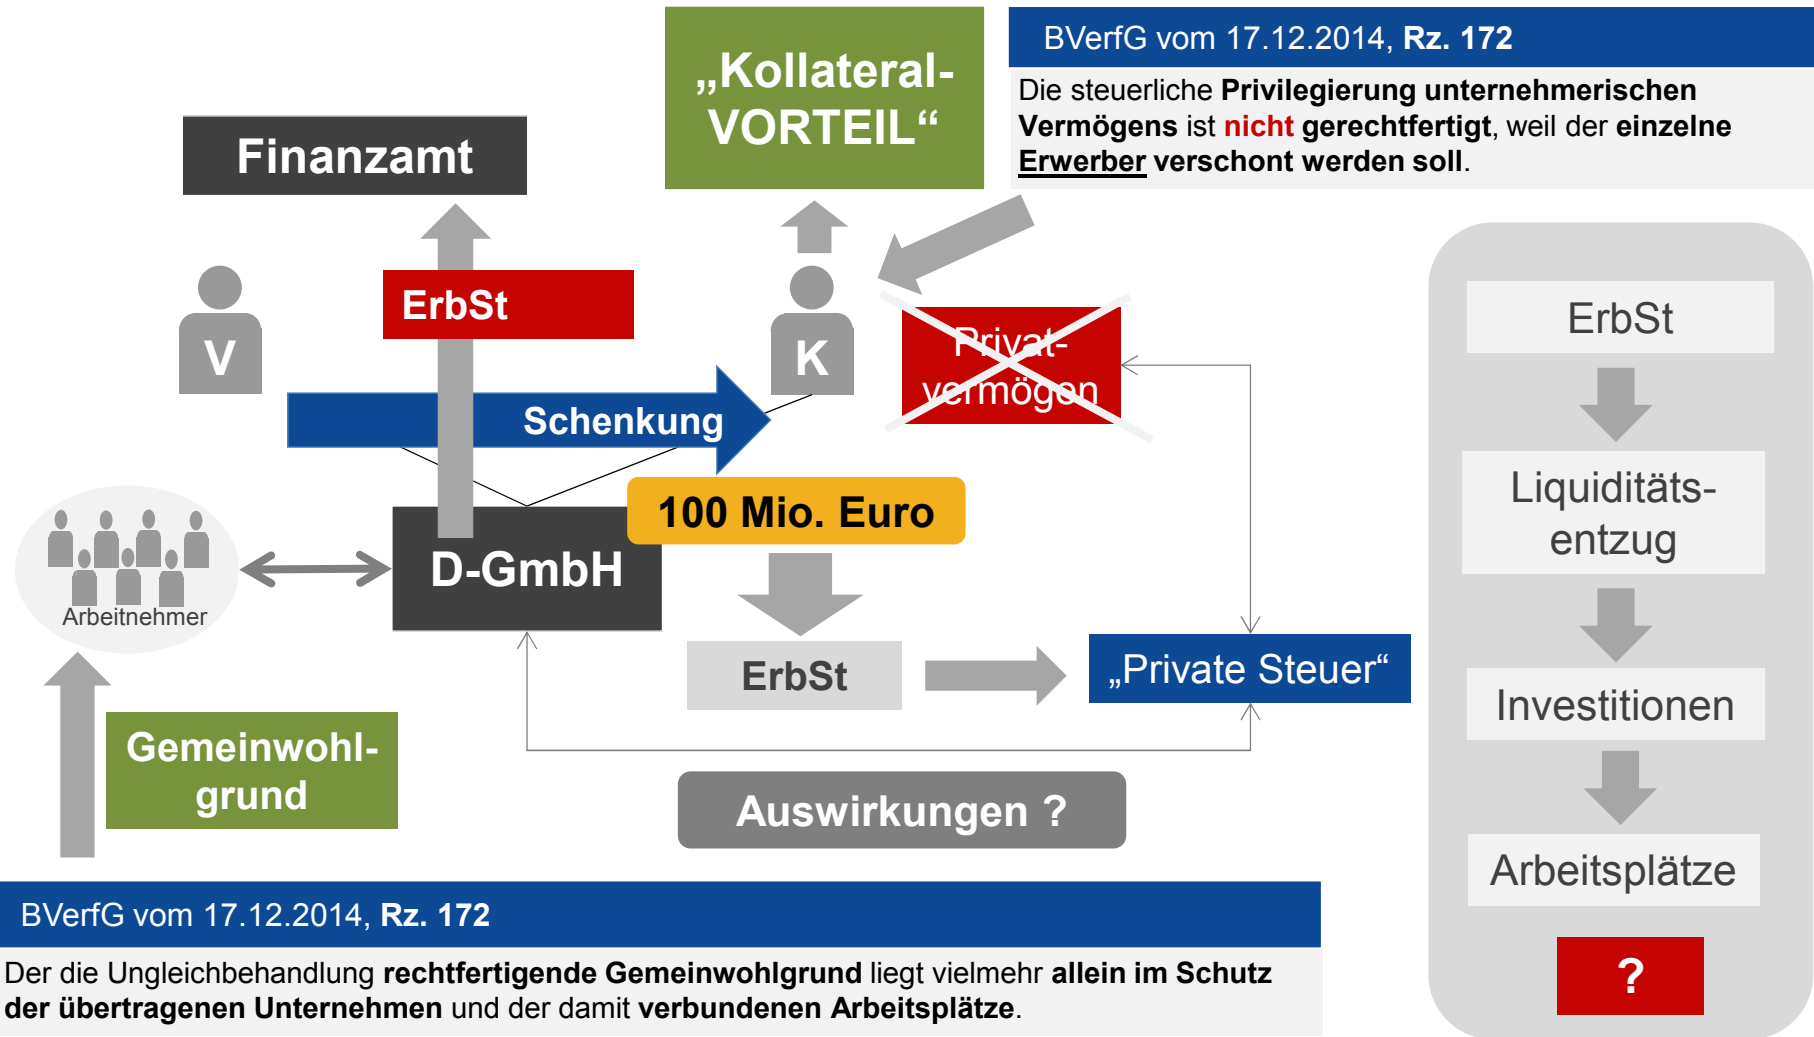 „Kollateral-
VORTEIL“
BVerfG vom 17.12.2014, Rz. 172
Die steuerliche Privilegierung unternehmerischen
Vermögens ist nicht gerechtfertigt, weil der einzelne
Erwerber verschont werden soll.
Finanzamt
ErbSt
V
K
Privat-
vermögen
Schenkung
100 Mio. Euro
D-GmbH
Arbeitnehmer
ErbSt
„Private Steuer“
Gemeinwohl-
grund
Auswirkungen ?
ErbSt
Liquiditäts-
entzug
Investitionen
Arbeitsplätze
?
BVerfG vom 17.12.2014, Rz. 172
Der die Ungleichbehandlung rechtfertigende Gemeinwohlgrund liegt vielmehr allein im Schutz
der übertragenen Unternehmen und der damit verbundenen Arbeitsplätze.